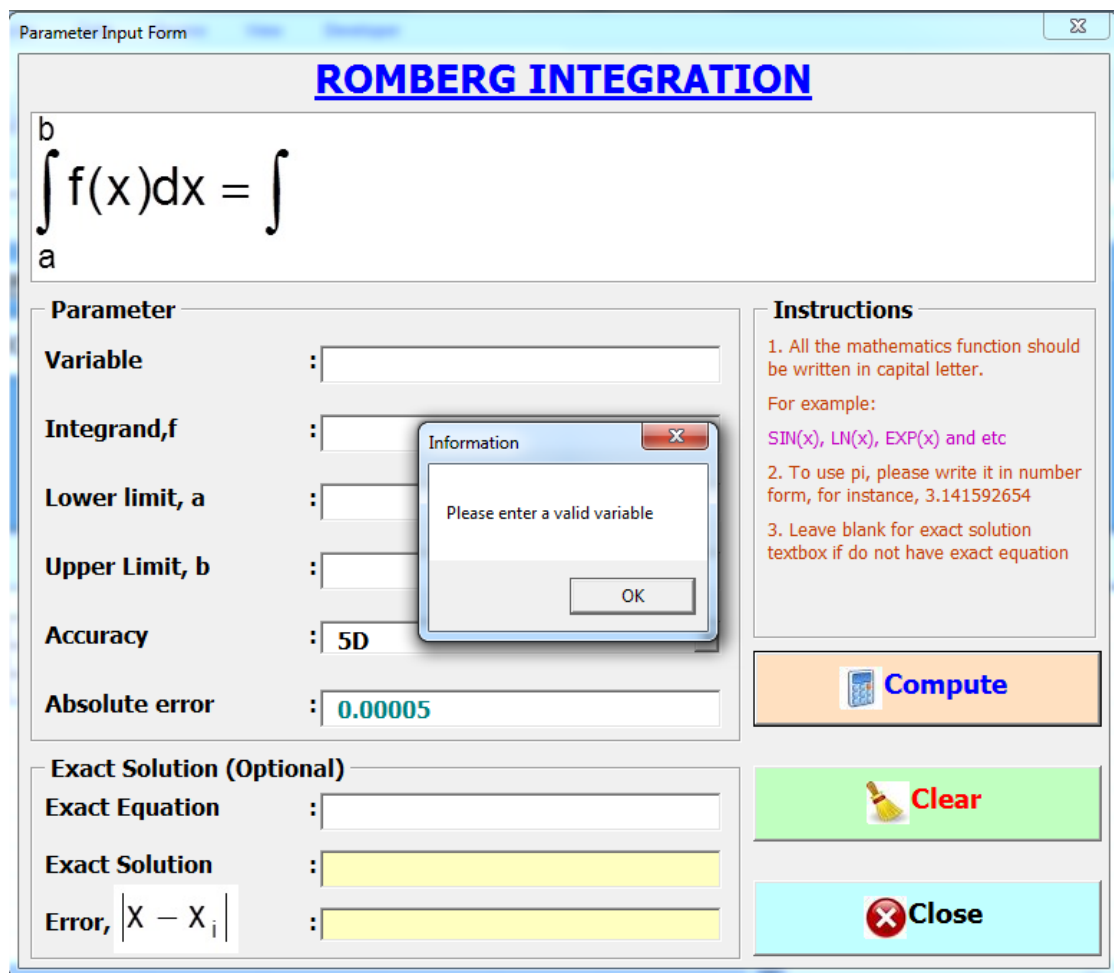 Parameter Input Form
View Developer
ROMBERG INTEGRATION
b
∫ f(x)dx = ∫
a
Parameter
Variable :
Integrand,f :
Lower limit, a :
Upper Limit, b :
Accuracy : 5D
Absolute error : 0.00005
Information
Please enter a valid variable
OK
Instructions
1. All the mathematics function should
be written in capital letter.
For example:
SIN(x), LN(x), EXP(x) and etc
2. To use pi, please write it in number
form, for instance, 3.141592654
3. Leave blank for exact solution
textbox if do not have exact equation
Compute
Clear
Close
Exact Solution (Optional)
Exact Equation :
Exact Solution :
Error, |X − X i| :